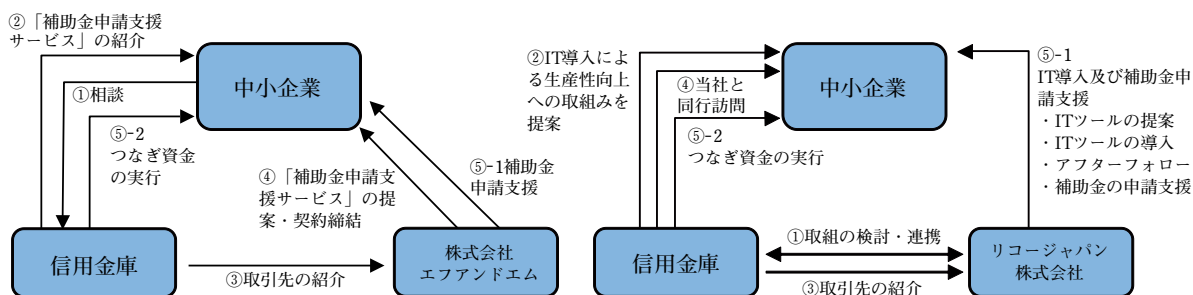 ②「補助金申請支援
サービス」の紹介
中小企業
①相談
⑤-2
つなぎ資金
の実行
④「補助金申請支
援サービス」の提
案・契約締結
⑤-1補助金
申請支援
信用金庫
③取引先の紹介
株式会社
エフアンドエム
②IT導入によ
る生産性向上
への取組みを
提案
中小企業
④当社と
同行訪問
⑤-2
つなぎ資金の実行
⑤-1
IT導入及び補助金申
請支援
・ITツールの提案
・ITツールの導入
・アフターフォロー
・補助金の申請支援
信用金庫
①取組の検討・連携
③取引先の紹介
リコージャパン
株式会社